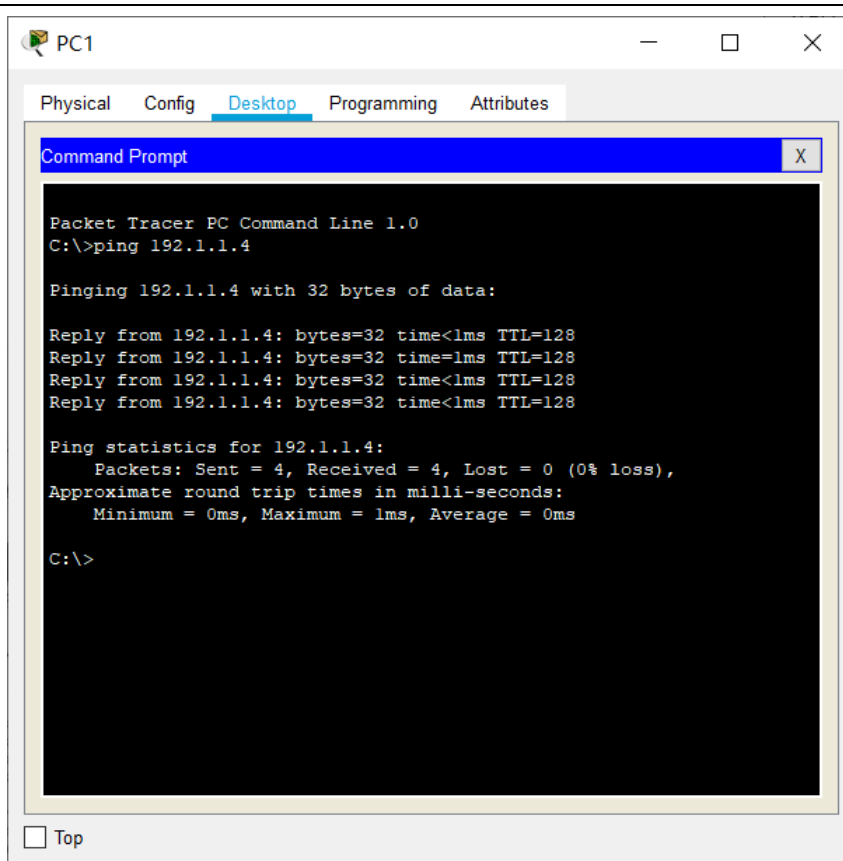 PC1
Physical Config Desktop Programming Attributes
Command Prompt X
Packet Tracer PC Command Line 1.0
C:\>ping 192.1.1.4
Pinging 192.1.1.4 with 32 bytes of data:
Reply from 192.1.1.4: bytes=32 time<1ms TTL=128
Reply from 192.1.1.4: bytes=32 time=1ms TTL=128
Reply from 192.1.1.4: bytes=32 time<1ms TTL=128
Reply from 192.1.1.4: bytes=32 time<1ms TTL=128
Ping statistics for 192.1.1.4:
Packets: Sent = 4, Received = 4, Lost = 0 (0% loss),
Approximate round trip times in milli-seconds:
Minimum = 0ms, Maximum = 1ms, Average = 0ms
C:\>
Top